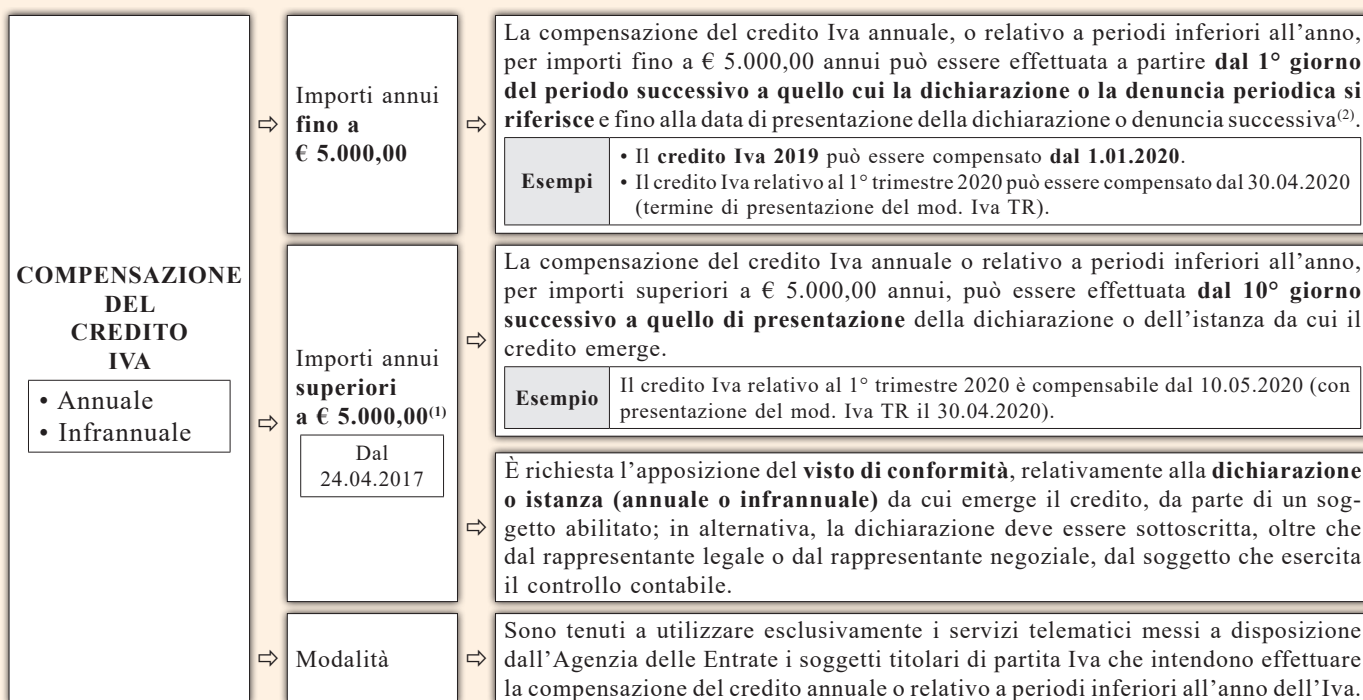 COMPENSAZIONE
DEL
CREDITO
IVA
• Annuale
• Infrannuale
⇨
Importi annui
fino a
€ 5.000,00
⇨
La compensazione del credito Iva annuale, o relativo a periodi inferiori all’anno,
per importi fino a € 5.000,00 annui può essere effettuata a partire dal 1° giorno
del periodo successivo a quello cui la dichiarazione o la denuncia periodica si
riferisce e fino alla data di presentazione della dichiarazione o denuncia successiva(2).
Esempi
• Il credito Iva 2019 può essere compensato dal 1.01.2020.
• Il credito Iva relativo al 1° trimestre 2020 può essere compensato dal 30.04.2020
(termine di presentazione del mod. Iva TR).
⇨
Importi annui
superiori
a € 5.000,00(1)
Dal
24.04.2017
⇨
La compensazione del credito Iva annuale o relativo a periodi inferiori all’anno,
per importi superiori a € 5.000,00 annui, può essere effettuata dal 10° giorno
successivo a quello di presentazione della dichiarazione o dell’istanza da cui il
credito emerge.
Esempio
Il credito Iva relativo al 1° trimestre 2020 è compensabile dal 10.05.2020 (con
presentazione del mod. Iva TR il 30.04.2020).
⇨
È richiesta l’apposizione del visto di conformità, relativamente alla dichiarazione
o istanza (annuale o infrannuale) da cui emerge il credito, da parte di un sog-
getto abilitato; in alternativa, la dichiarazione deve essere sottoscritta, oltre che
dal rappresentante legale o dal rappresentante negoziale, dal soggetto che esercita
il controllo contabile.
⇨
Modalità
⇨
Sono tenuti a utilizzare esclusivamente i servizi telematici messi a disposizione
dall’Agenzia delle Entrate i soggetti titolari di partita Iva che intendono effettuare
la compensazione del credito annuale o relativo a periodi inferiori all’anno dell’Iva.